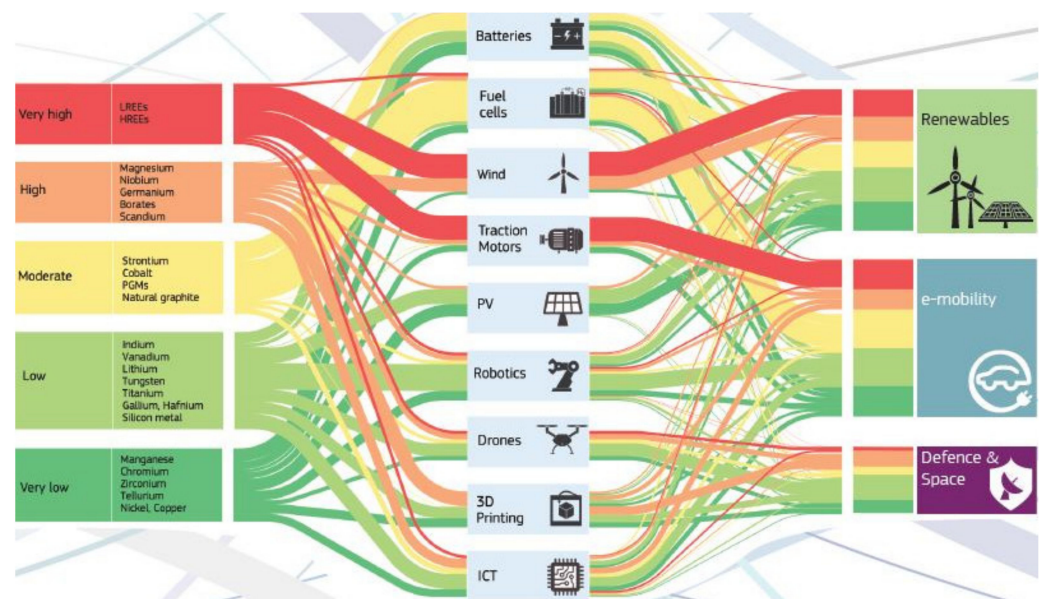 Very high
LREEs
HREEs
High
Magnesium
Niobium
Germanium
Borates
Scandium
Moderate
Strontium
Cobalt
PGMs
Natural graphite
Low
Indium
Vanadium
Lithium
Tungsten
Titanium
Gallium, Hafnium
Silicon metal
Very low
Manganese
Chromium
Zirconium
Tellurium
Nickel, Copper
Batteries
Fuel
cells
Wind
Traction
Motors
PV
Robotics
Drones
3D
Printing
ICT
Renewables
e-mobility
Defence &
Space